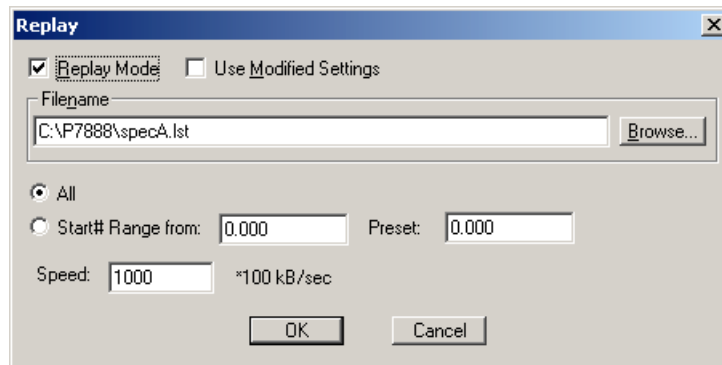 Replay
Replay Mode Use Modified Settings
Filename
C:\P7888\specA.lst Browse...
All
Start# Range from: 0.000 Preset: 0.000
Speed: 1000 *100 kB/sec
OK Cancel